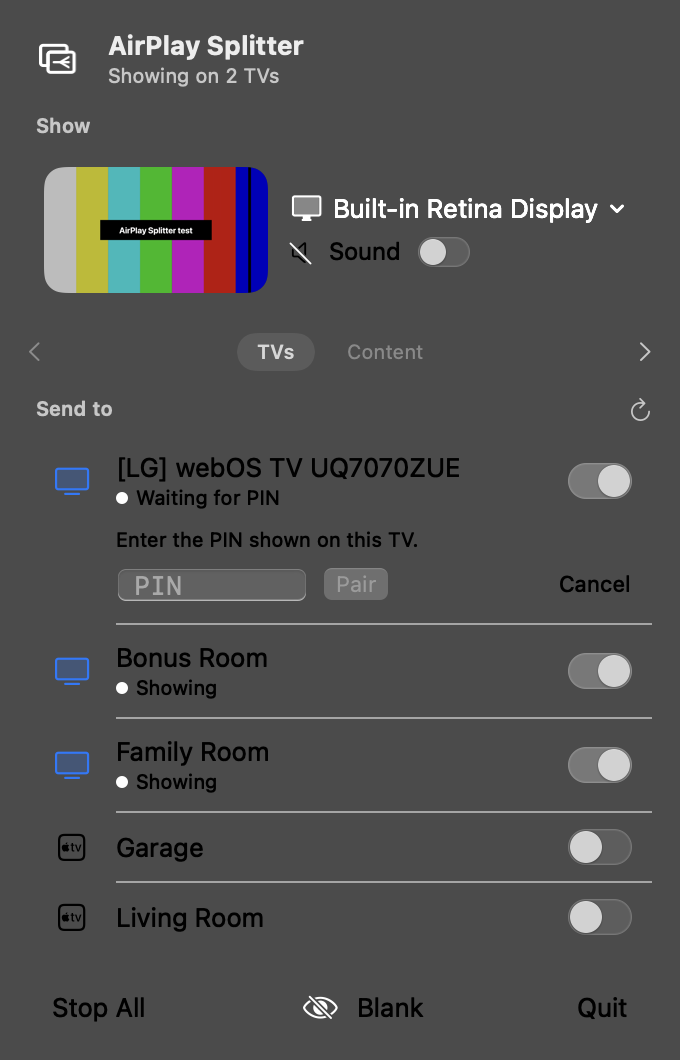 AirPlay Splitter
Showing on 2 TVs
Show
AirPlay Splitter test
Built-in Retina Display
Sound
TVs
Content
Send to
[LG] webOS TV UQ7070ZUE
Waiting for PIN
Enter the PIN shown on this TV.
PIN
Pair
Cancel
Bonus Room
Showing
Family Room
Showing
tv
Garage
tv
Living Room
Stop All
Blank
Quit